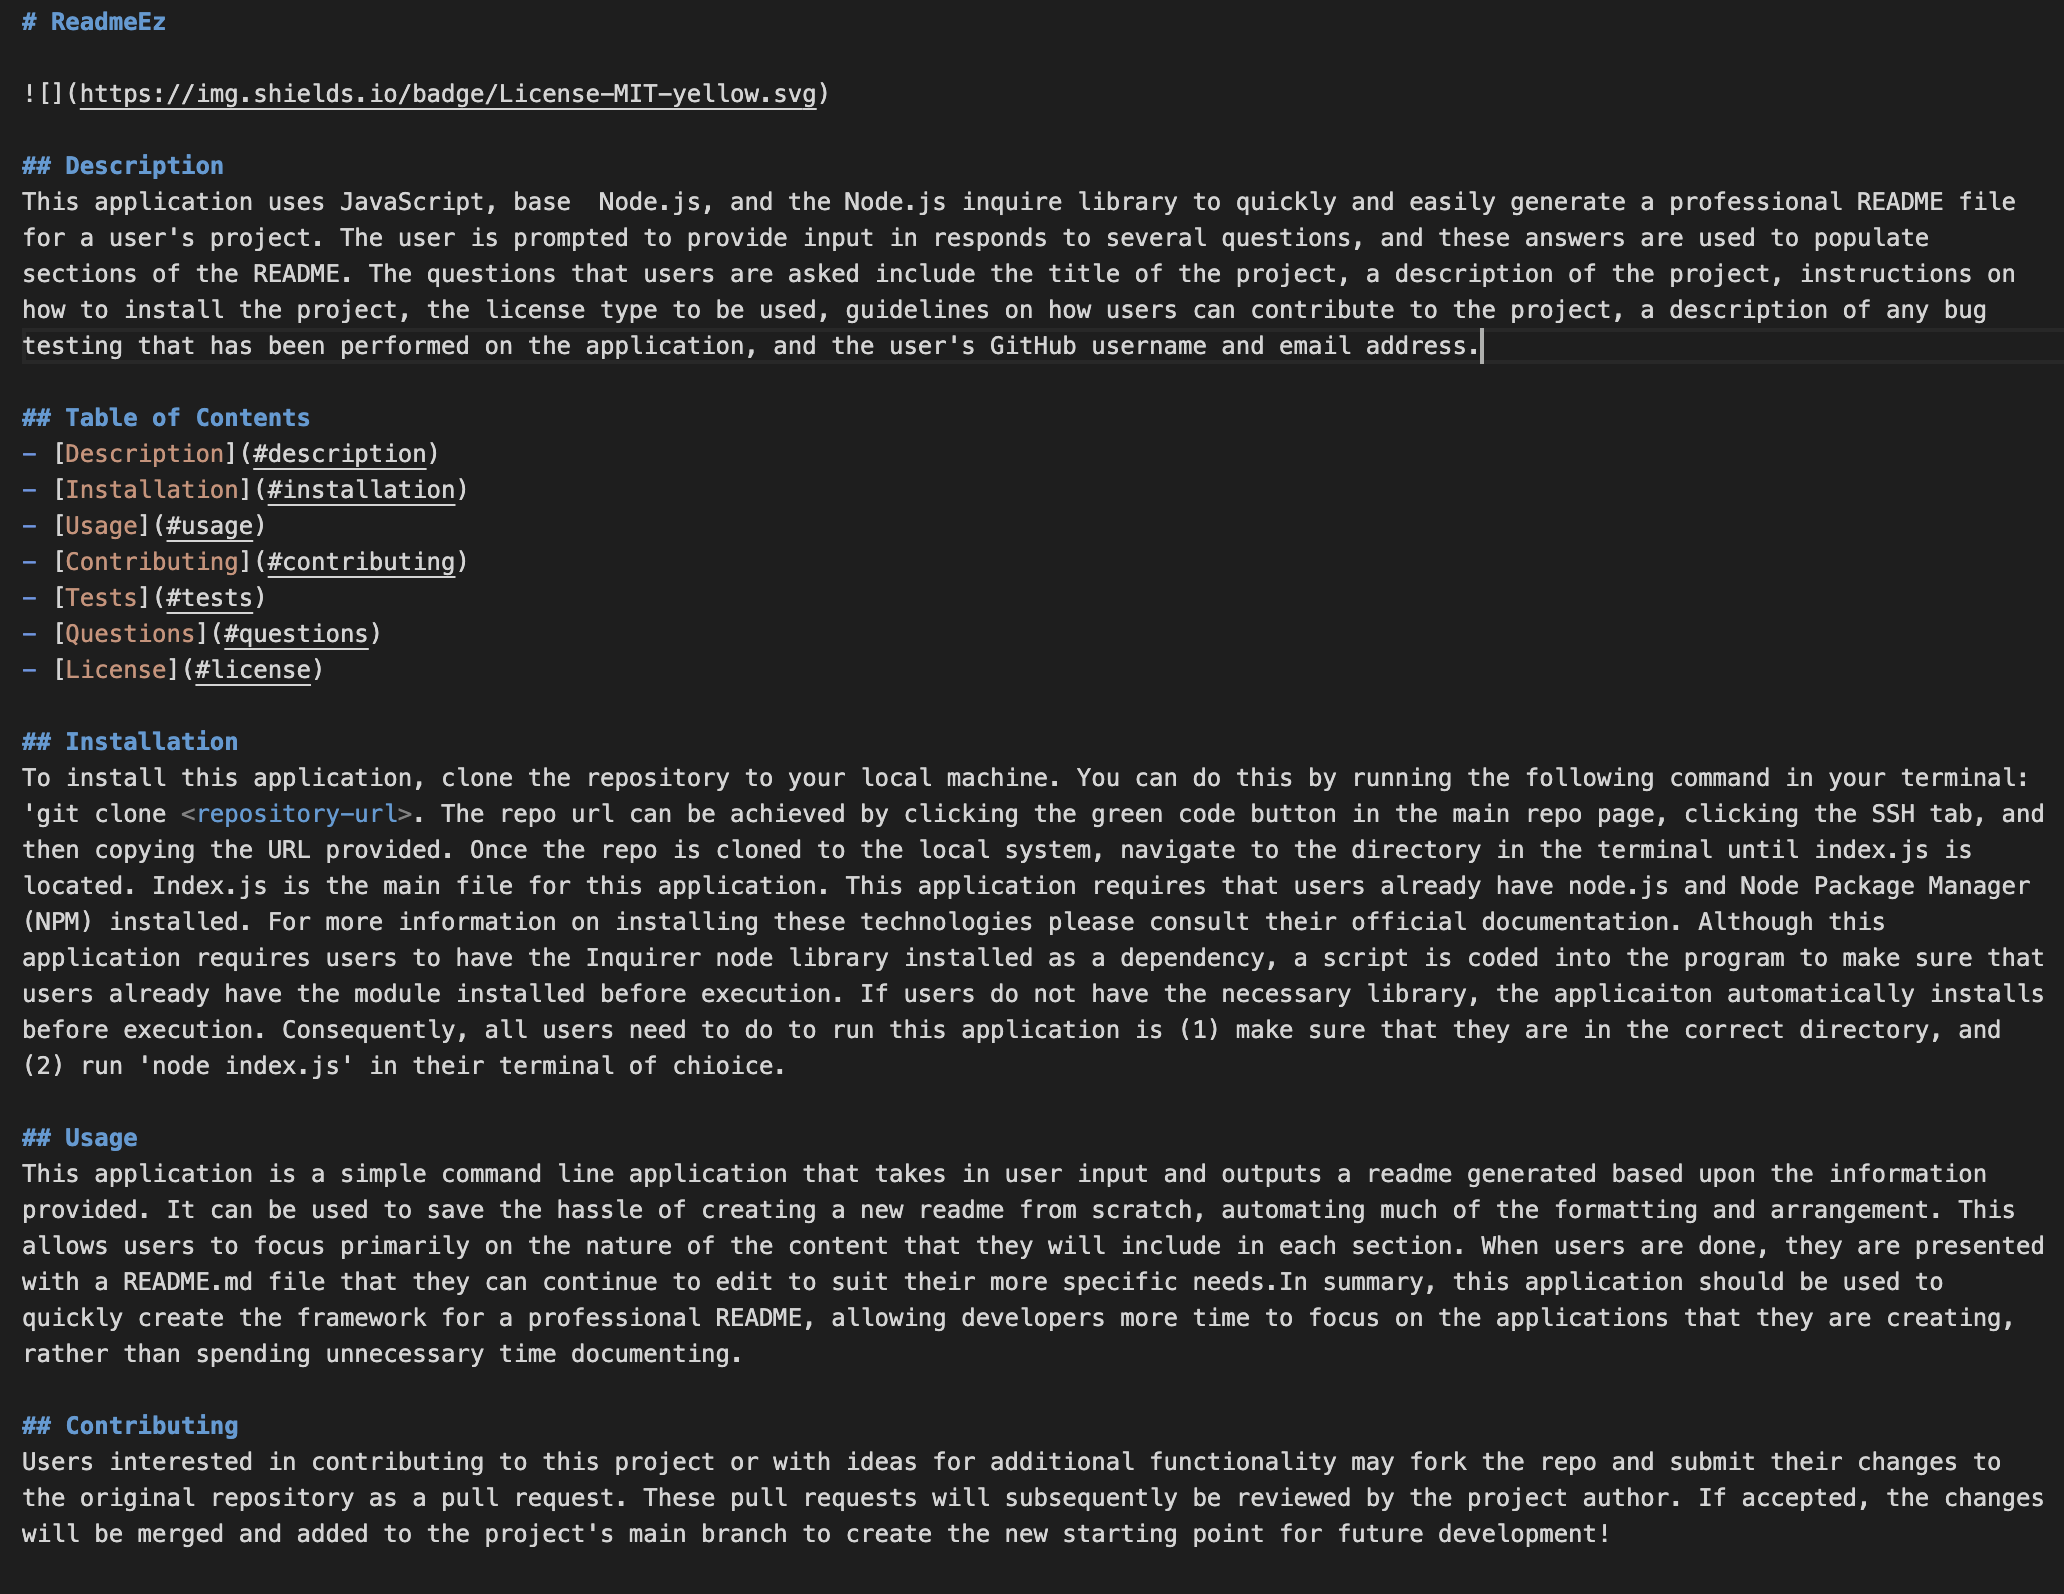 # ReadmeEz
![](https://img.shields.io/badge/License-MIT-yellow.svg)
## Description
This application uses JavaScript, base  Node.js, and the Node.js inquire library to quickly and easily generate a professional README file
for a user's project. The user is prompted to provide input in responds to several questions, and these answers are used to populate
sections of the README. The questions that users are asked include the title of the project, a description of the project, instructions on
how to install the project, the license type to be used, guidelines on how users can contribute to the project, a description of any bug
testing that has been performed on the application, and the user's GitHub username and email address.
## Table of Contents
- [Description](#description)
- [Installation](#installation)
- [Usage](#usage)
- [Contributing](#contributing)
- [Tests](#tests)
- [Questions](#questions)
- [License](#license)
## Installation
To install this application, clone the repository to your local machine. You can do this by running the following command in your terminal:
'git clone <repository-url>. The repo url can be achieved by clicking the green code button in the main repo page, clicking the SSH tab, and
then copying the URL provided. Once the repo is cloned to the local system, navigate to the directory in the terminal until index.js is
located. Index.js is the main file for this application. This application requires that users already have node.js and Node Package Manager
(NPM) installed. For more information on installing these technologies please consult their official documentation. Although this
application requires users to have the Inquirer node library installed as a dependency, a script is coded into the program to make sure that
users already have the module installed before execution. If users do not have the necessary library, the applicaiton automatically installs
before execution. Consequently, all users need to do to run this application is (1) make sure that they are in the correct directory, and
(2) run 'node index.js' in their terminal of chioice.
## Usage
This application is a simple command line application that takes in user input and outputs a readme generated based upon the information
provided. It can be used to save the hassle of creating a new readme from scratch, automating much of the formatting and arrangement. This
allows users to focus primarily on the nature of the content that they will include in each section. When users are done, they are presented
with a README.md file that they can continue to edit to suit their more specific needs.In summary, this application should be used to
quickly create the framework for a professional README, allowing developers more time to focus on the applications that they are creating,
rather than spending unnecessary time documenting.
## Contributing
Users interested in contributing to this project or with ideas for additional functionality may fork the repo and submit their changes to
the original repository as a pull request. These pull requests will subsequently be reviewed by the project author. If accepted, the changes
will be merged and added to the project's main branch to create the new starting point for future development!